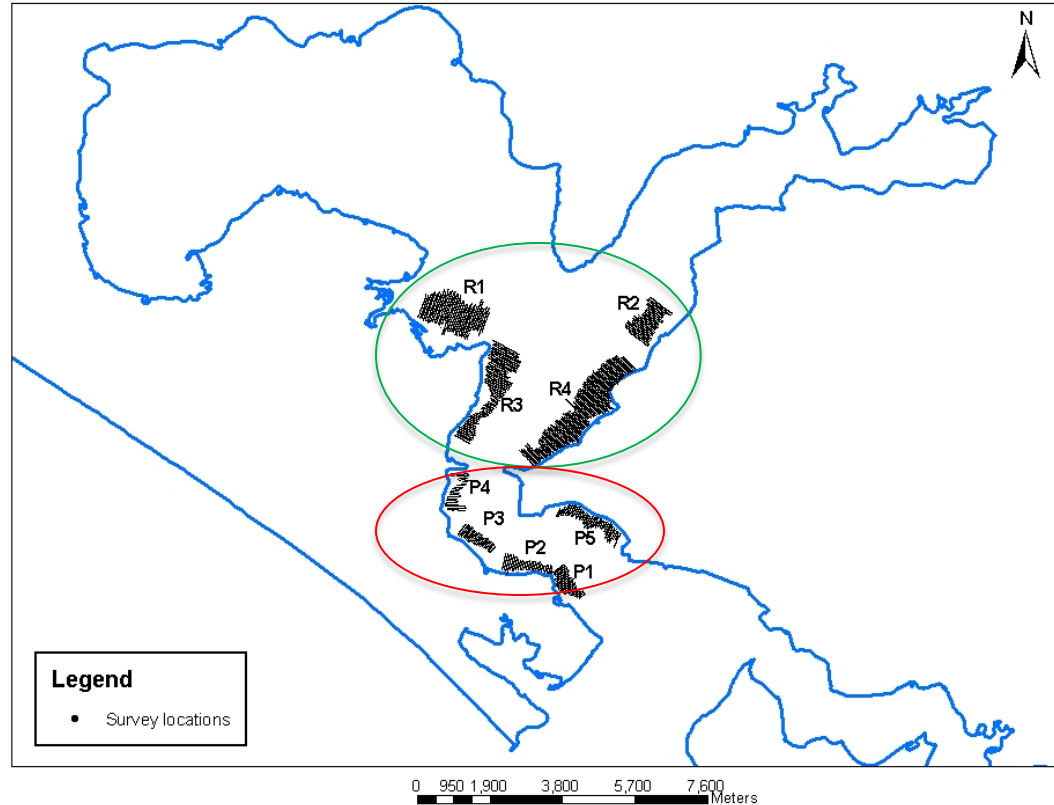 N
R1
R2
R3
R4
P4
P3
P5
P2
P1
Legend
Survey locations
0 950 1,900 3,800 5,700 7,600
Meters